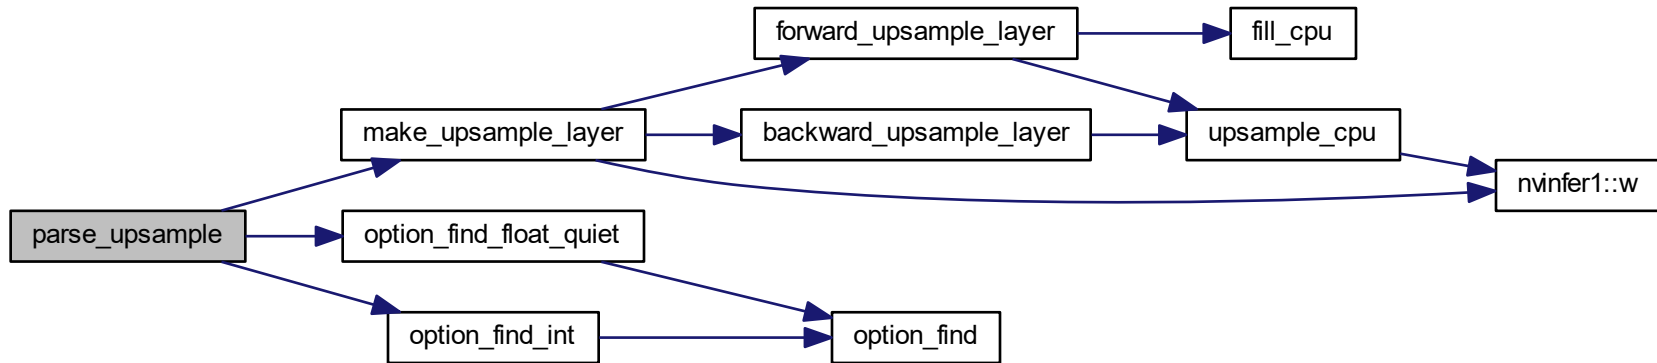 forward_upsample_layer
fill_cpu
make_upsample_layer
backward_upsample_layer
upsample_cpu
nvinfer1::w
parse_upsample
option_find_float_quiet
option_find_int
option_find